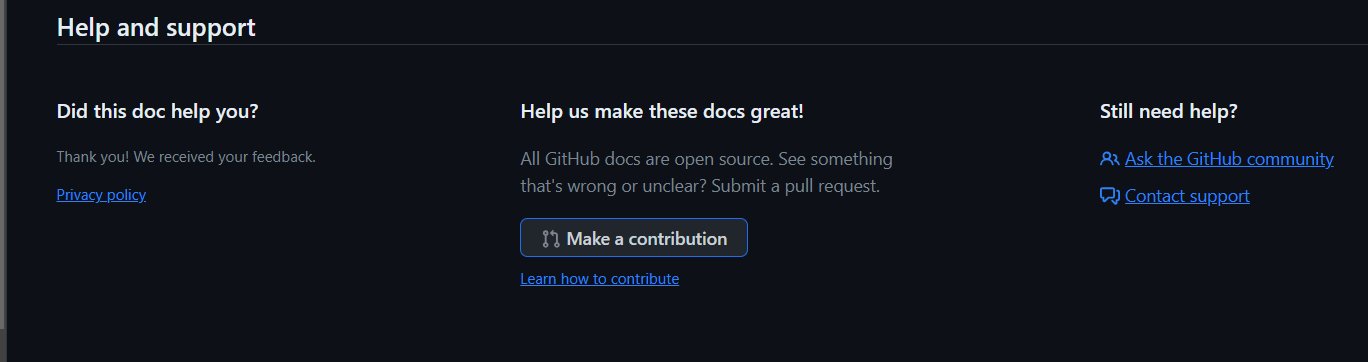 Help and support
Did this doc help you?
Thank you! We received your feedback.
Privacy policy
Help us make these docs great!
All GitHub docs are open source. See something
that's wrong or unclear? Submit a pull request.
Make a contribution
Learn how to contribute
Still need help?
Ask the GitHub community
Contact support